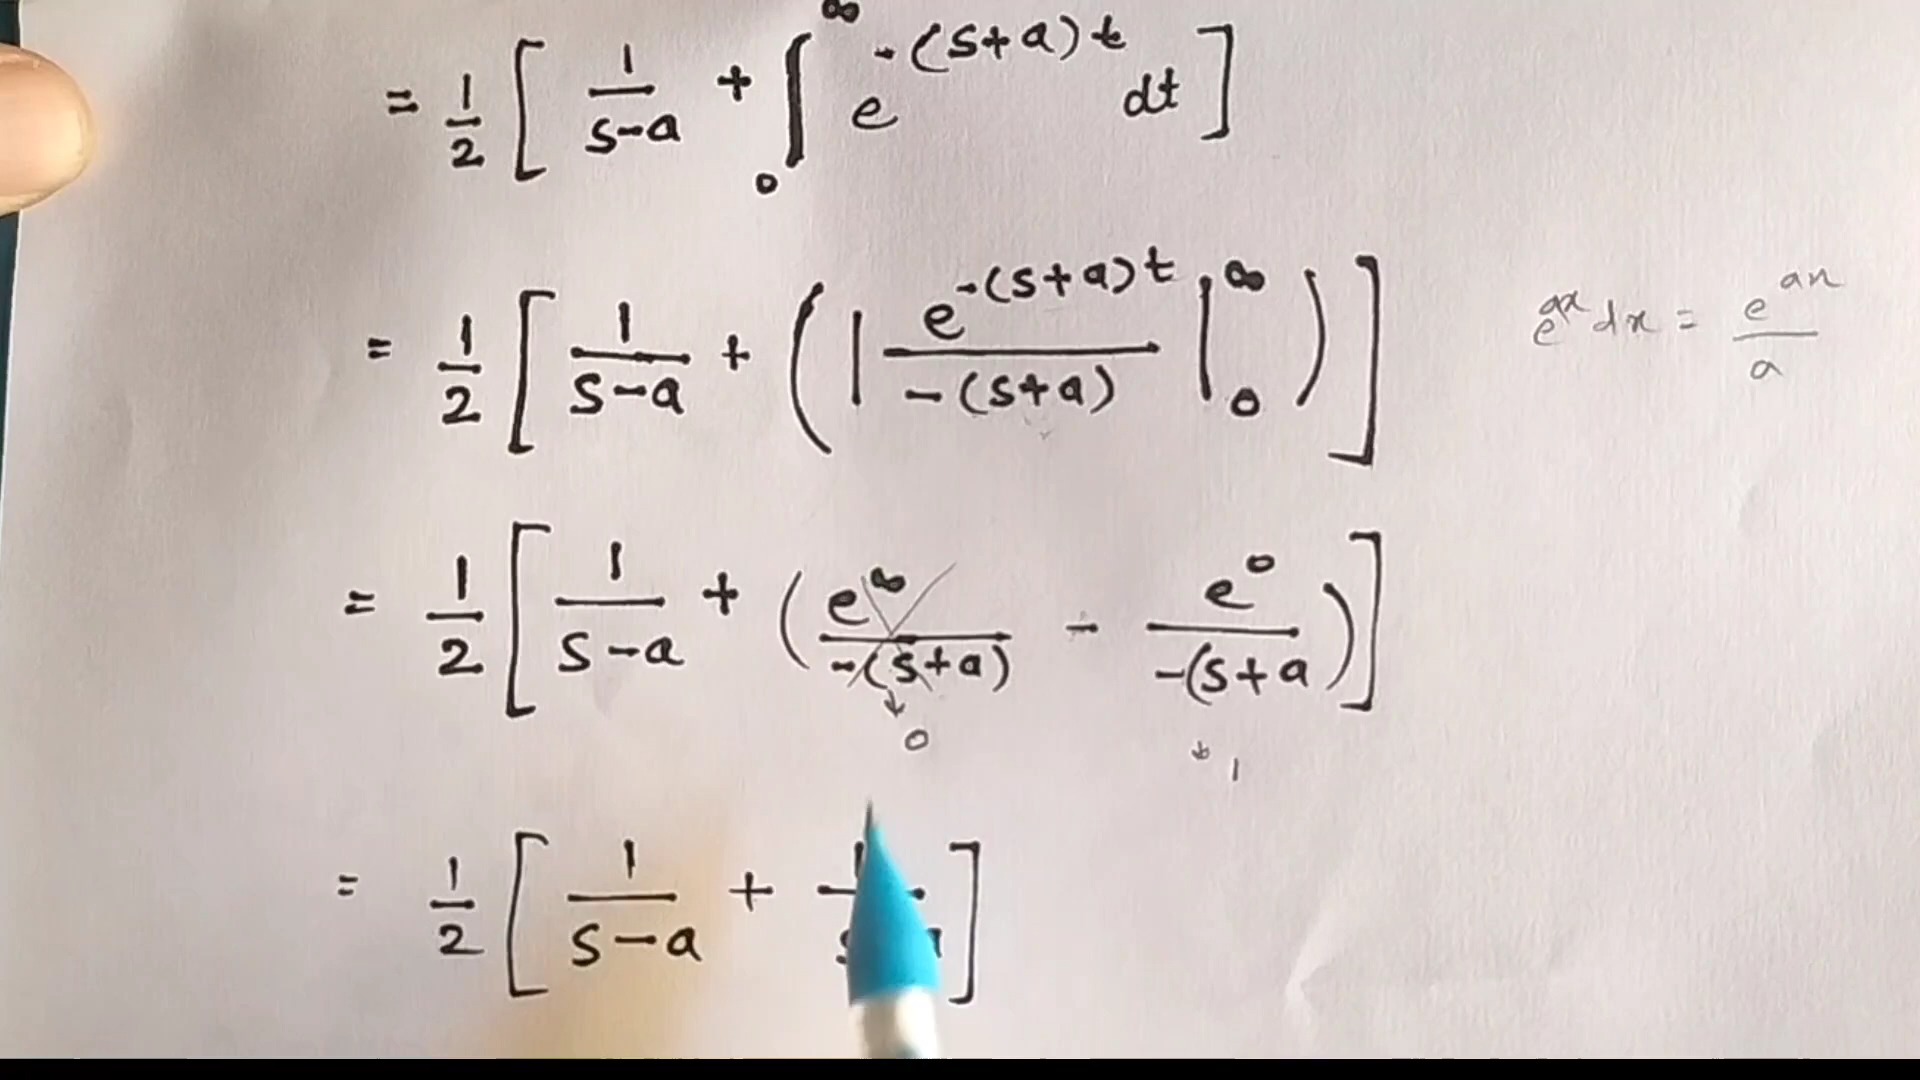 = 1/2 [ 1/(s-a) + ∫₀^∞ e^-(s+a)t dt ]
= 1/2 [ 1/(s-a) + ( | e^-(s+a)t / -(s+a) |₀^∞ ) ]
e^ax dx = e^an / a
= 1/2 [ 1/(s-a) + ( e^∞ / -(s+a) - e^0 / -(s+a ) ]
↓ 0 ↓ 1
= 1/2 [ 1/(s-a) + ]